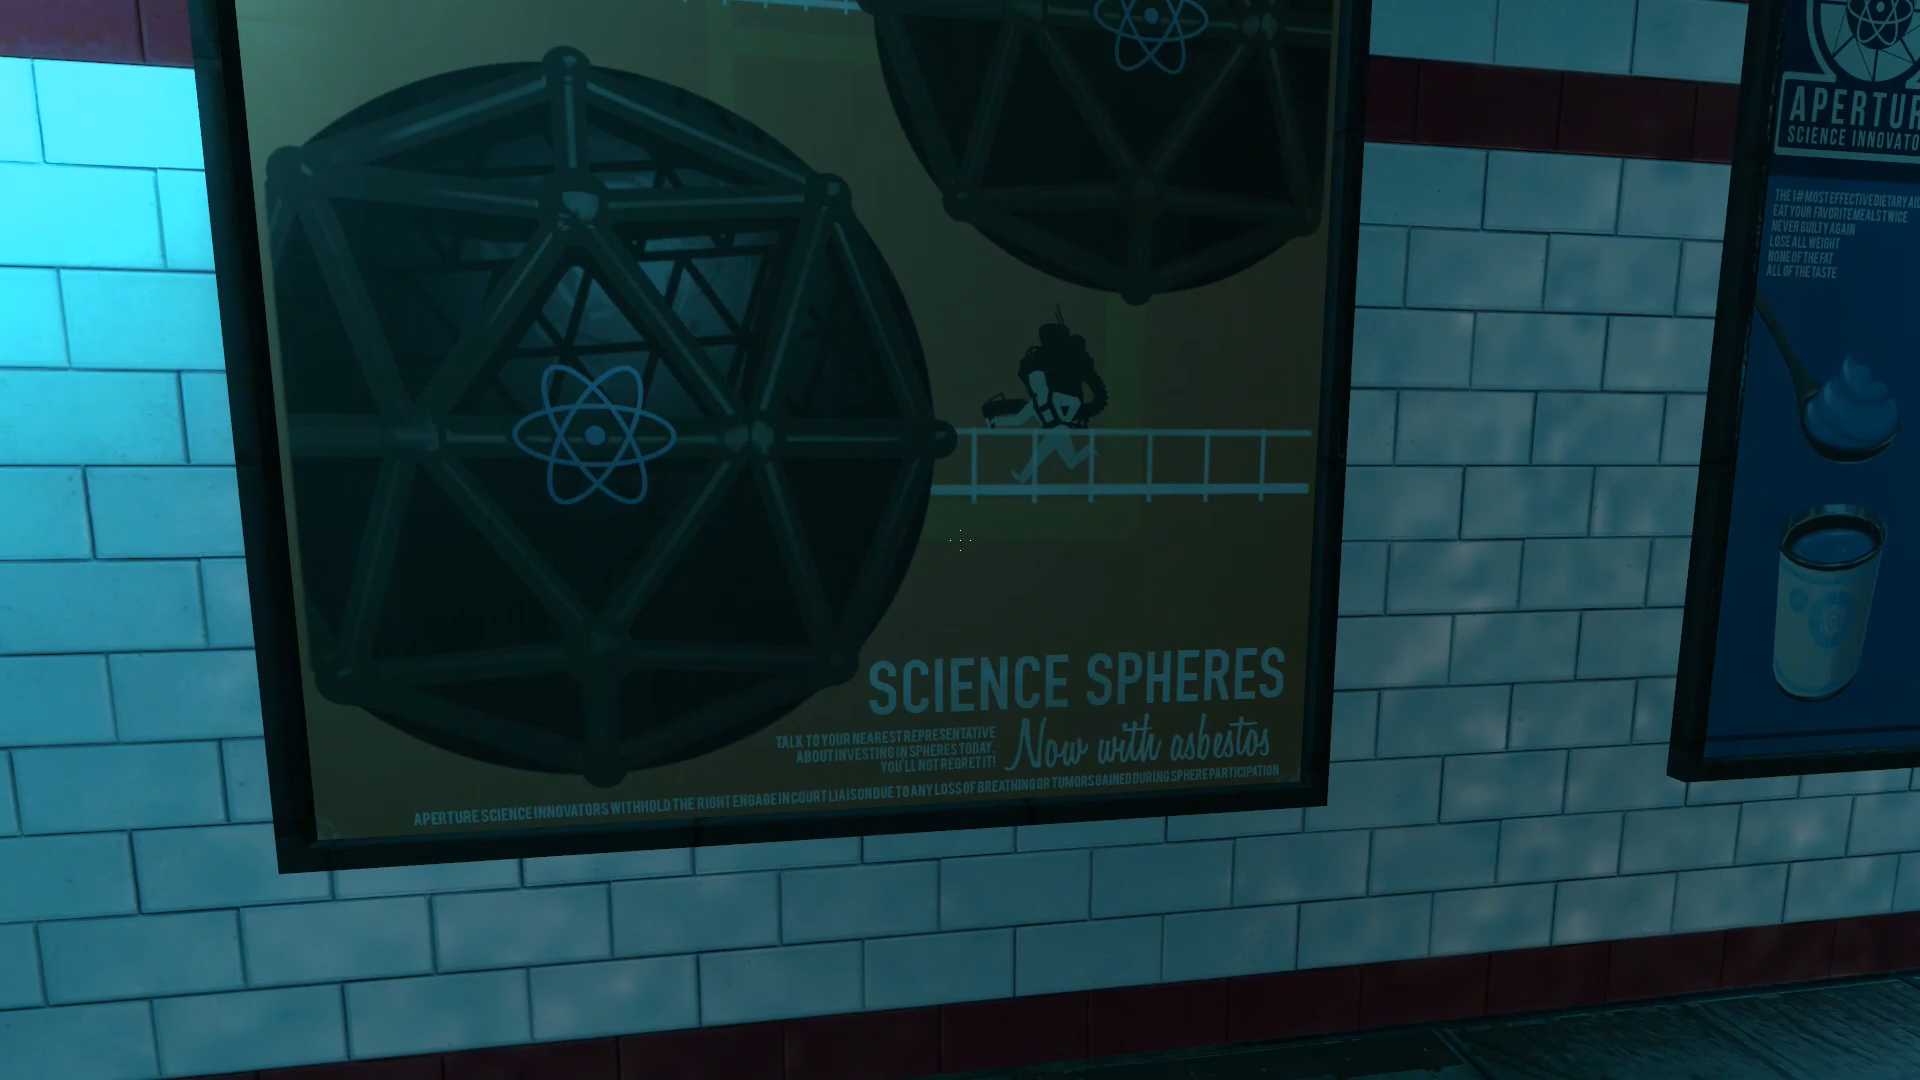 SCIENCE SPHERES
Now with asbestos
TALK TO YOUR NEAREST REPRESENTATIVE
ABOUT INVESTING IN SPHERES TODAY.
YOU'LL NOT REGRET IT!
APERTURE SCIENCE INNOVATORS WITHHOLD THE RIGHT ENGAGE IN COURT LIAISON DUE TO ANY LOSS OF BREATHING OR TUMORS GAINED DURING SPHERE PARTICIPATION
APERTUR
SCIENCE INNOVATO
THE 1# MOST EFFECTIVE DIETARY AID
EAT YOUR FAVORITE MEALS TWICE
NEVER GUILTY AGAIN
LOSE ALL WEIGHT
NONE OF THE FAT
ALL OF THE TASTE